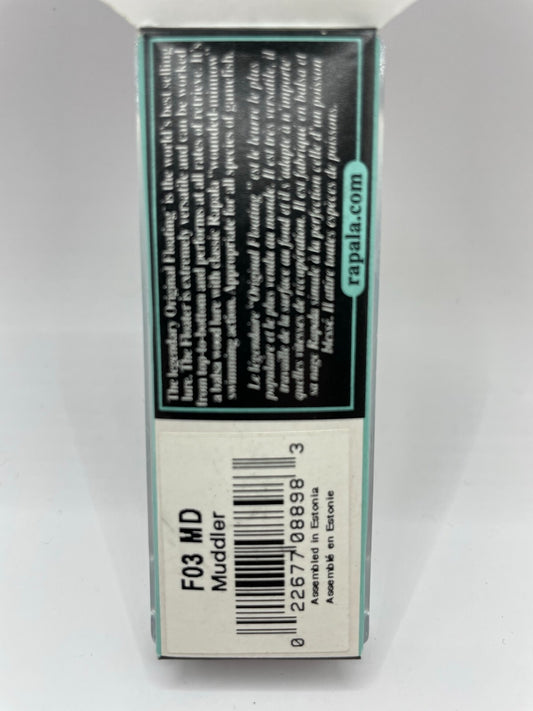 The legendary Original Floating is the world's best selling
lure. The Floater is extremely versatile and can be worked
from top-to-bottom and performs at all rates of retrieve. It's
a balsa wood lure with classic Rapala "wounded-minnow"
swimming action. Appropriate for all species of gamefish.
Le légendaire "Original Floating" est le leurre le plus
populaire et le plus vendu au monde. Il est très versatile, il
travaille de la surface au fond et il s'adapte à n'importe
quelles vitesses de récupération. Il est fabriqué en balsa et
sa nage Rapala simule à la perfection celle d'un poisson
blessé. Il attire toutes espèces de poissons.
rapala.com
F03 MD
Muddler
0 22677 08898 3
Assembled in Estonia
Assemblé en Estonie